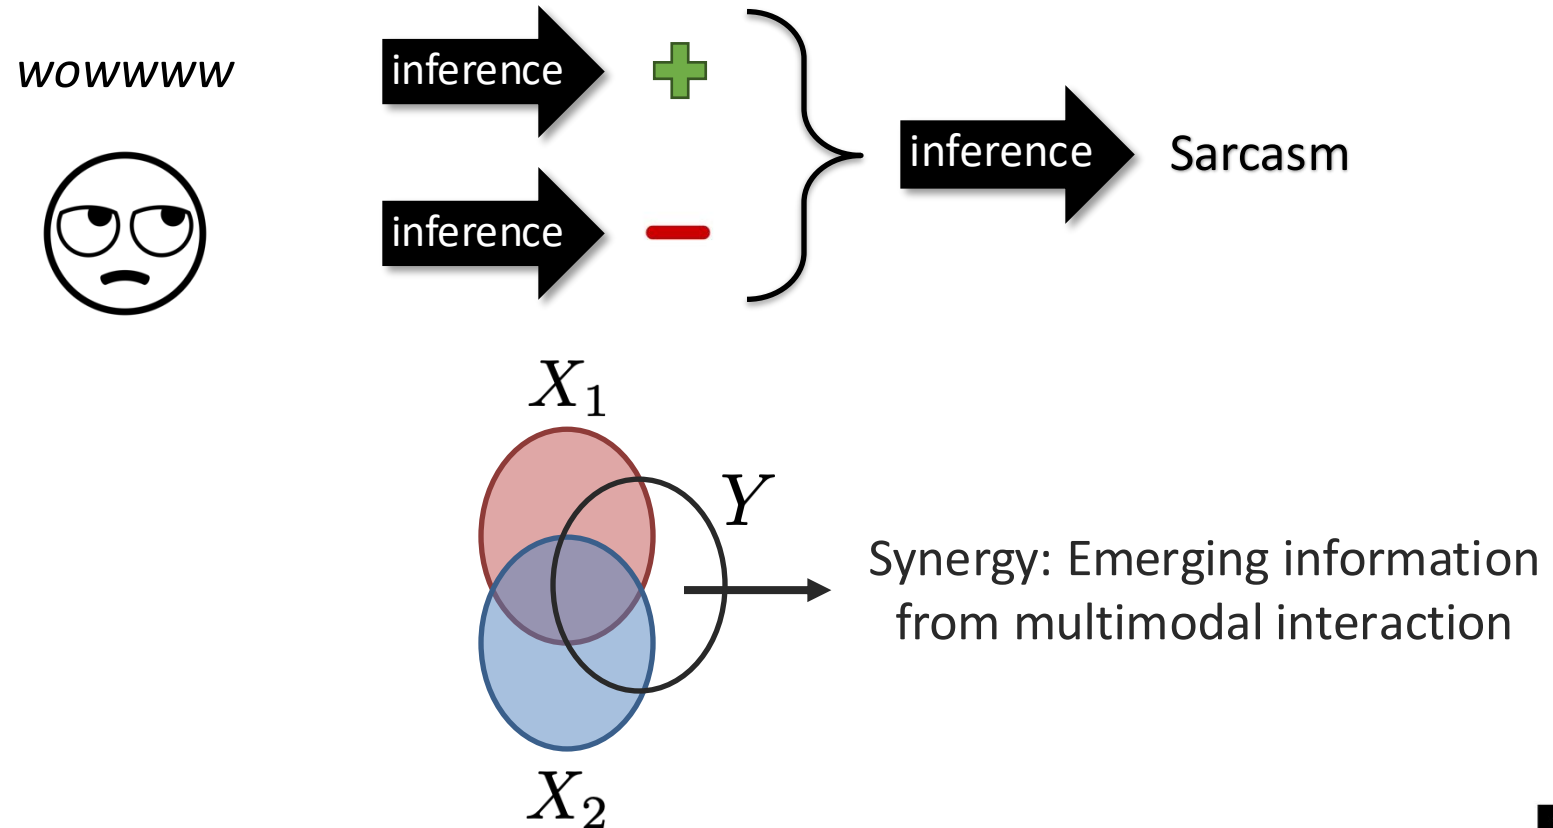 wowwww
inference
inference
inference
Sarcasm
X₁
Y
Synergy: Emerging information
from multimodal interaction
X₂